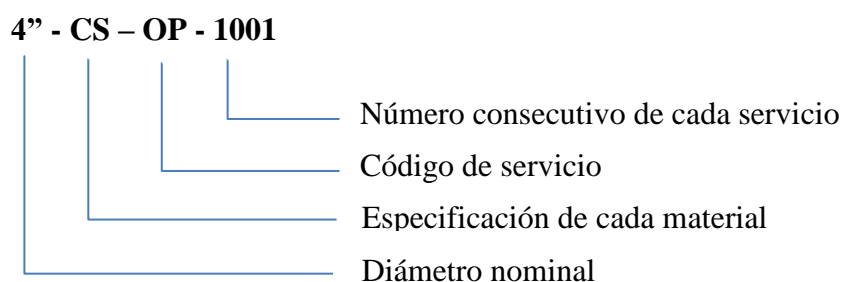 4” - CS – OP - 1001
Número consecutivo de cada servicio
Código de servicio
Especificación de cada material
Diámetro nominal